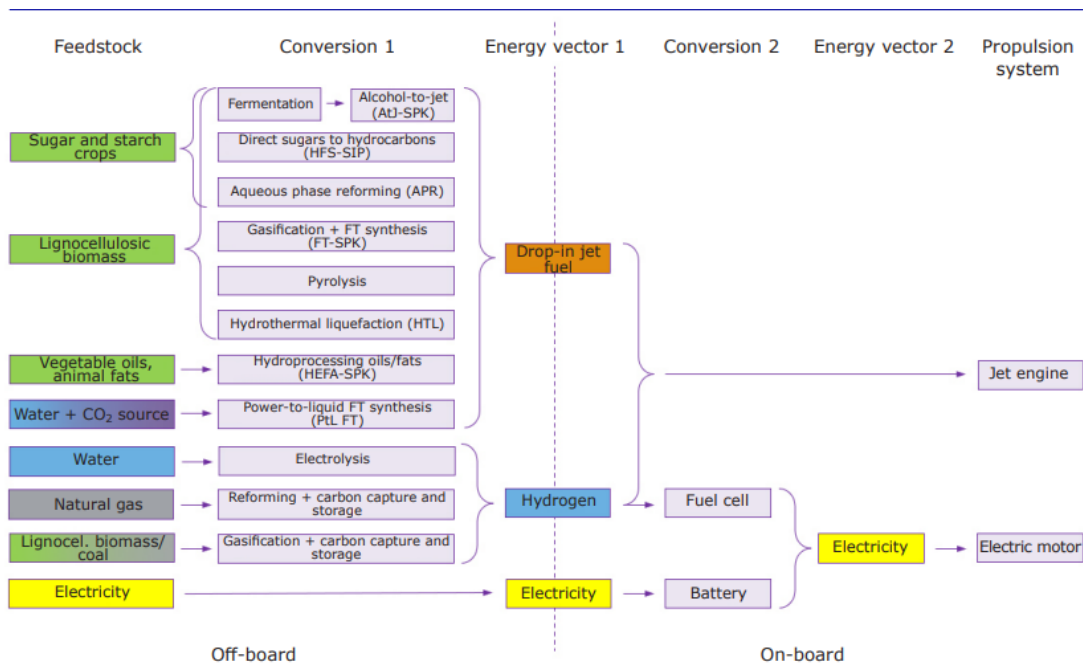 Feedstock
Conversion 1
Energy vector 1
Conversion 2
Energy vector 2
Propulsion
system
Fermentation
Alcohol-to-jet
(AtJ-SPK)
Sugar and starch
crops
Direct sugars to hydrocarbons
(HFS-SIP)
Aqueous phase reforming (APR)
Lignocellulosic
biomass
Gasification + FT synthesis
(FT-SPK)
Drop-in jet
fuel
Pyrolysis
Hydrothermal liquefaction (HTL)
Vegetable oils,
animal fats
Hydroprocessing oils/fats
(HEFA-SPK)
Jet engine
Water + CO₂ source
Power-to-liquid FT synthesis
(PtL FT)
Water
Electrolysis
Natural gas
Reforming + carbon capture and
storage
Hydrogen
Fuel cell
Lignocel. biomass/
coal
Gasification + carbon capture and
storage
Electricity
Electric motor
Electricity
Electricity
Battery
Off-board
On-board